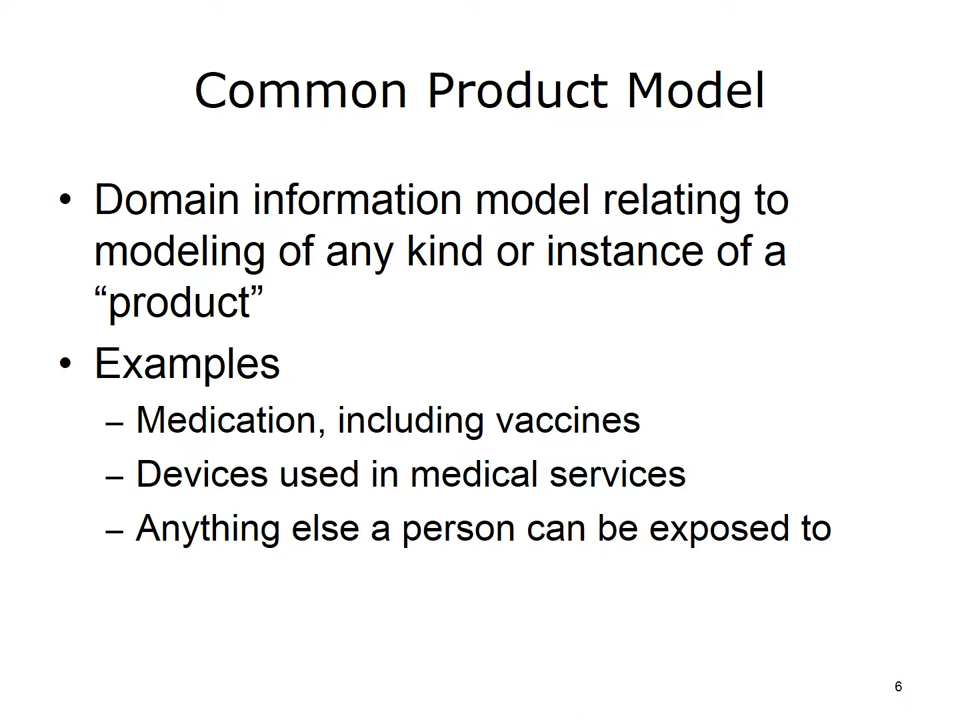 Common Product Model
• Domain information model relating to
modeling of any kind or instance of a
“product”
• Examples
– Medication, including vaccines
– Devices used in medical services
– Anything else a person can be exposed to
6